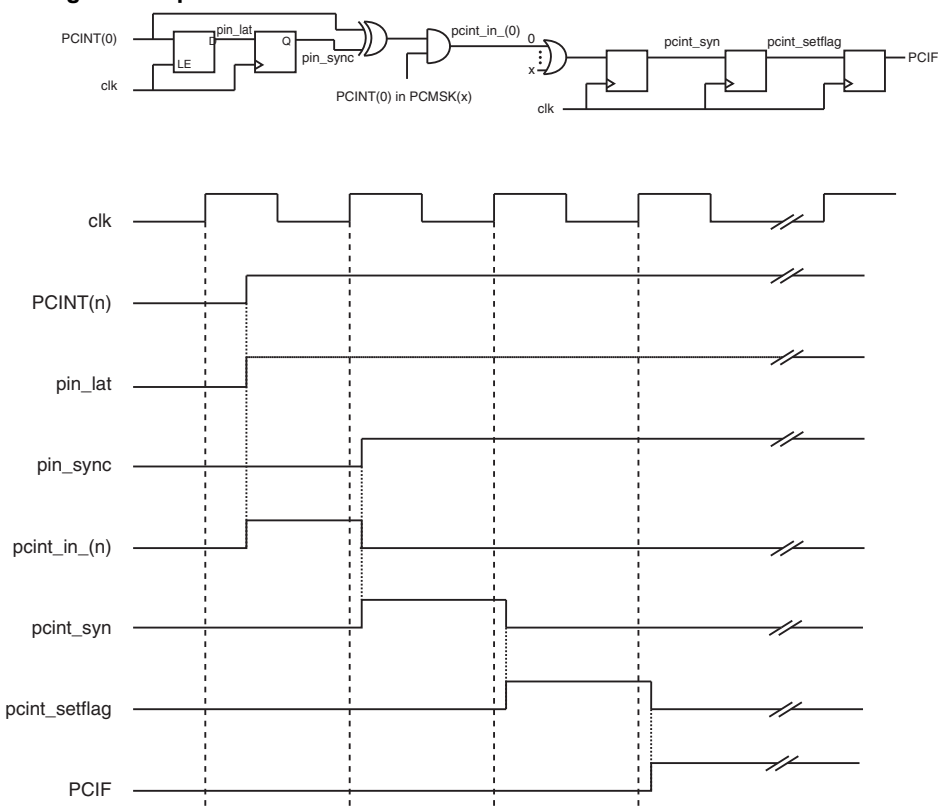 PCINT(0)
pin_lat
D
LE
clk
Q
pin_sync
pcint_in_(0)
0
x
PCINT(0) in PCMSK(x)
clk
pcint_syn
pcint_setflag
PCIF
clk
PCINT(n)
pin_lat
pin_sync
pcint_in_(n)
pcint_syn
pcint_setflag
PCIF